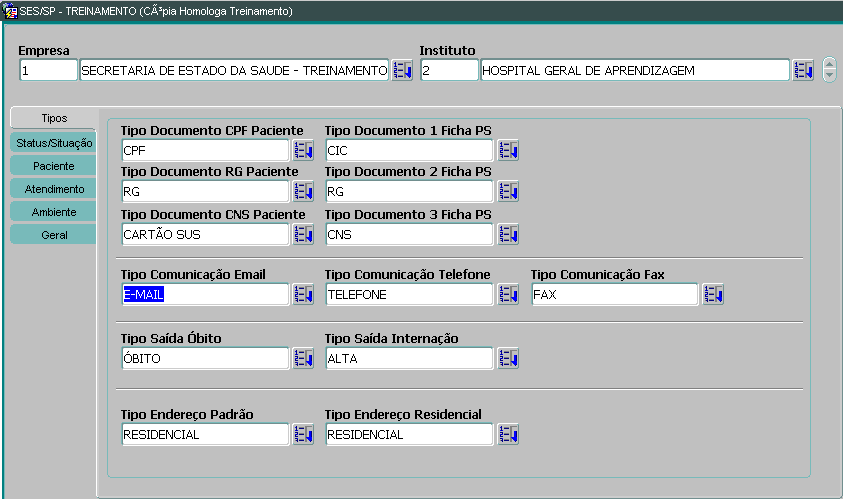 SES/SP - TREINAMENTO (CÃ³pia Homologa Treinamento)
Empresa Instituto
1 SECRETARIA DE ESTADO DA SAUDE - TREINAMENTO 2 HOSPITAL GERAL DE APRENDIZAGEM
Tipos
Status/Situação
Paciente
Atendimento
Ambiente
Geral
Tipo Documento CPF Paciente Tipo Documento 1 Ficha PS
CPF CIC
Tipo Documento RG Paciente Tipo Documento 2 Ficha PS
RG RG
Tipo Documento CNS Paciente Tipo Documento 3 Ficha PS
CARTÃO SUS CNS
Tipo Comunicação Email Tipo Comunicação Telefone Tipo Comunicação Fax
E-MAIL TELEFONE FAX
Tipo Saída Óbito Tipo Saída Internação
ÓBITO ALTA
Tipo Endereço Padrão Tipo Endereço Residencial
RESIDENCIAL RESIDENCIAL